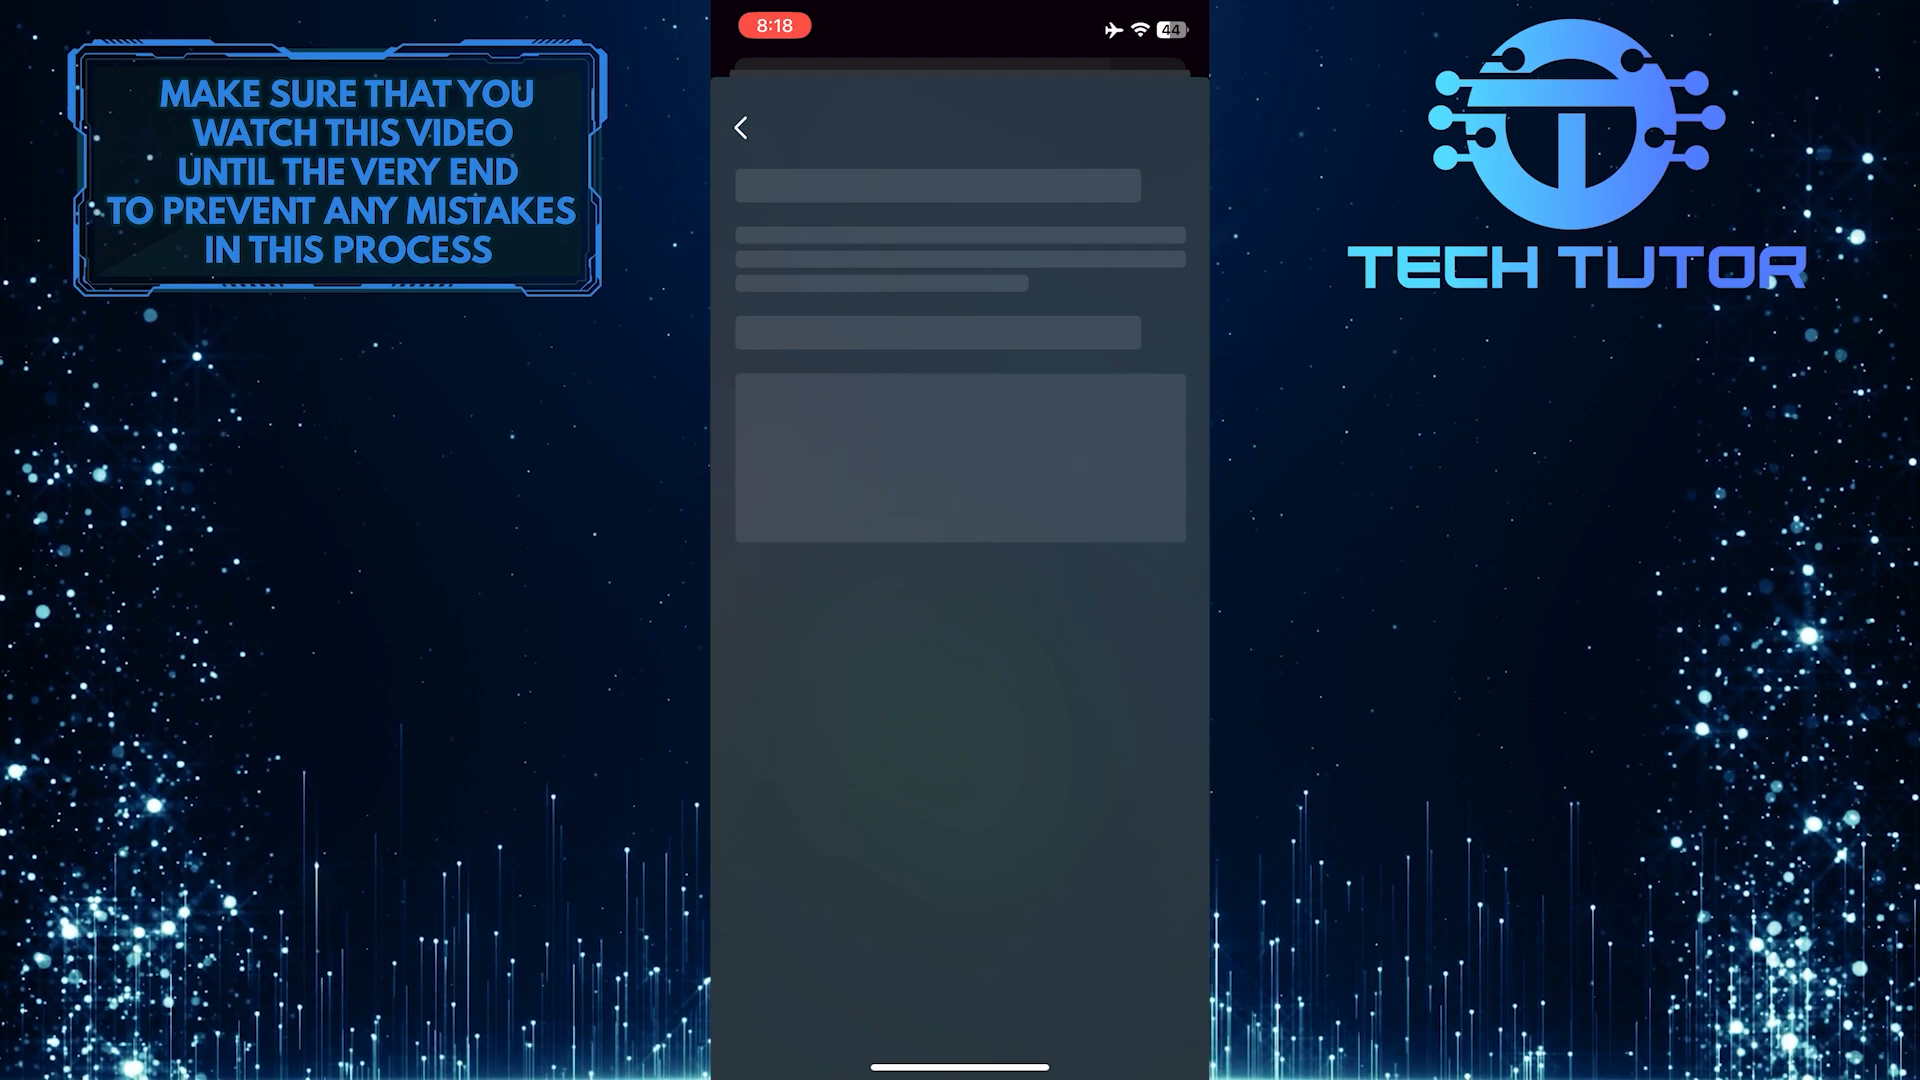 MAKE SURE THAT YOU
WATCH THIS VIDEO
UNTIL THE VERY END
TO PREVENT ANY MISTAKES
IN THIS PROCESS
8:18
44
TECH TUTOR